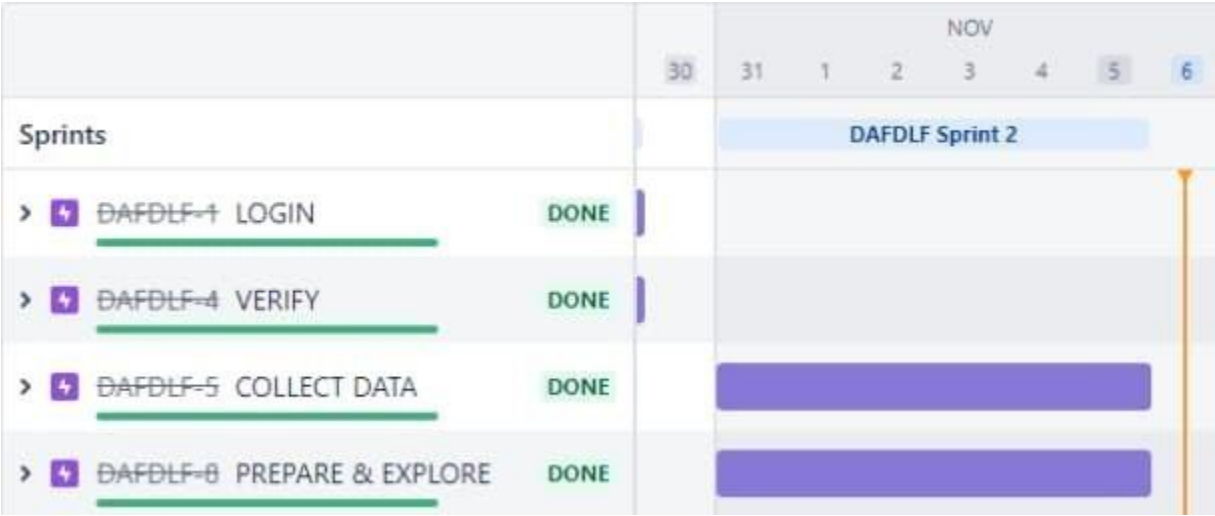 NOV
30 31 1 2 3 4 5 6
Sprints DAFDLF Sprint 2
DAFDLF-1 LOGIN DONE
DAFDLF-4 VERIFY DONE
DAFDLF-5 COLLECT DATA DONE
DAFDLF-8 PREPARE & EXPLORE DONE